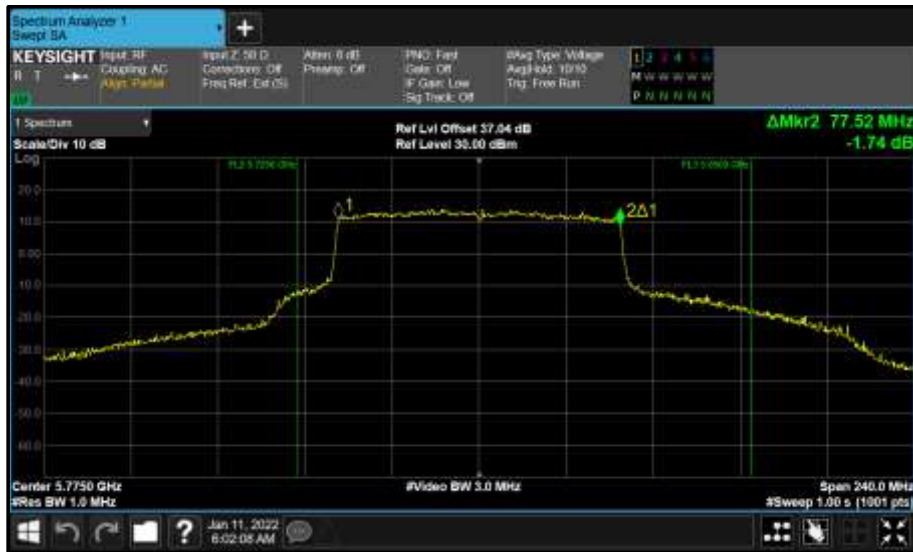 Spectrum Analyzer 1
Swept SA
+
KEYSIGHT
R T
Input: RF
Coupling: AC
Align: Partial
Input Z: 50 Ω
Corrections: Off
Freq Ref: Ext (S)
Atten: 6 dB
Preamp: Off
PNO: Fast
Gate: Off
IF Gain: Low
Sig Track: Off
#Avg Type: Voltage
Avg|Hold: 10/10
Trig: Free Run
1 2 3 4 5 6
M W W W W W
P N N N N N
1 Spectrum
Scale/Div 10 dB
Ref Lvl Offset 37.04 dB
Ref Level 30.00 dBm
ΔMkr2 77.52 MHz
-1.74 dB
Log
20.0
10.0
0.00
-10.0
-20.0
-30.0
-40.0
-50.0
-60.0
1
2Δ1
Center 5.7750 GHz
#Res BW 1.0 MHz
#Video BW 3.0 MHz
Span 240.0 MHz
#Sweep 1.00 s (1001 pts)
?
Jan 11, 2022
6:02:08 AM